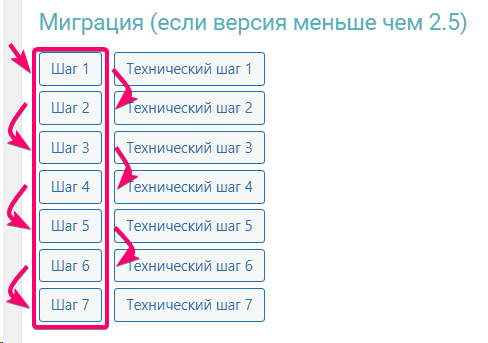 Миграция (если версия меньше чем 2.5)
Шаг 1 Технический шаг 1
Шаг 2 Технический шаг 2
Шаг 3 Технический шаг 3
Шаг 4 Технический шаг 4
Шаг 5 Технический шаг 5
Шаг 6 Технический шаг 6
Шаг 7 Технический шаг 7